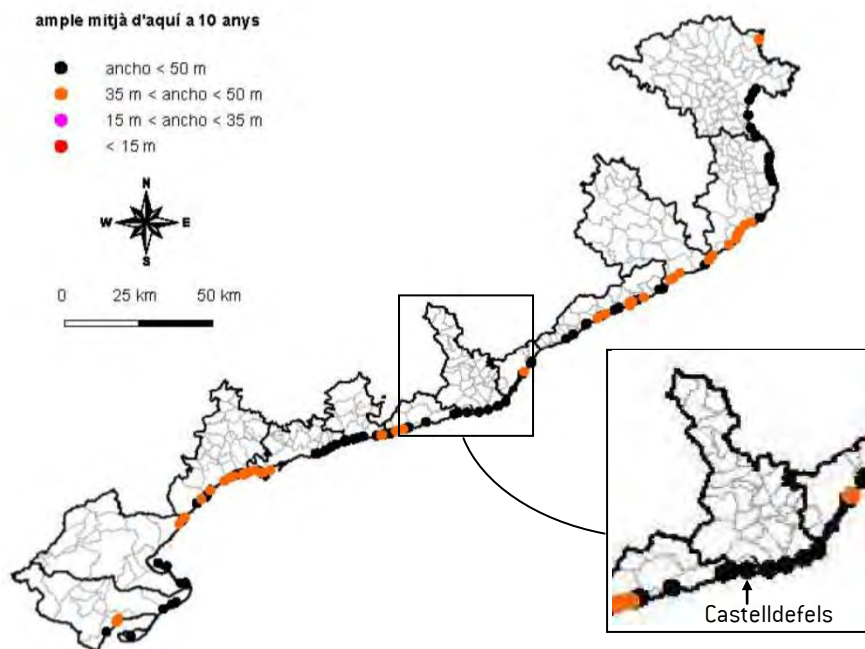 ample mitjà d'aquí a 10 anys
ancho < 50 m
35 m < ancho < 50 m
15 m < ancho < 35 m
< 15 m
N
W
E
S
0 25 km 50 km
Castelldefels